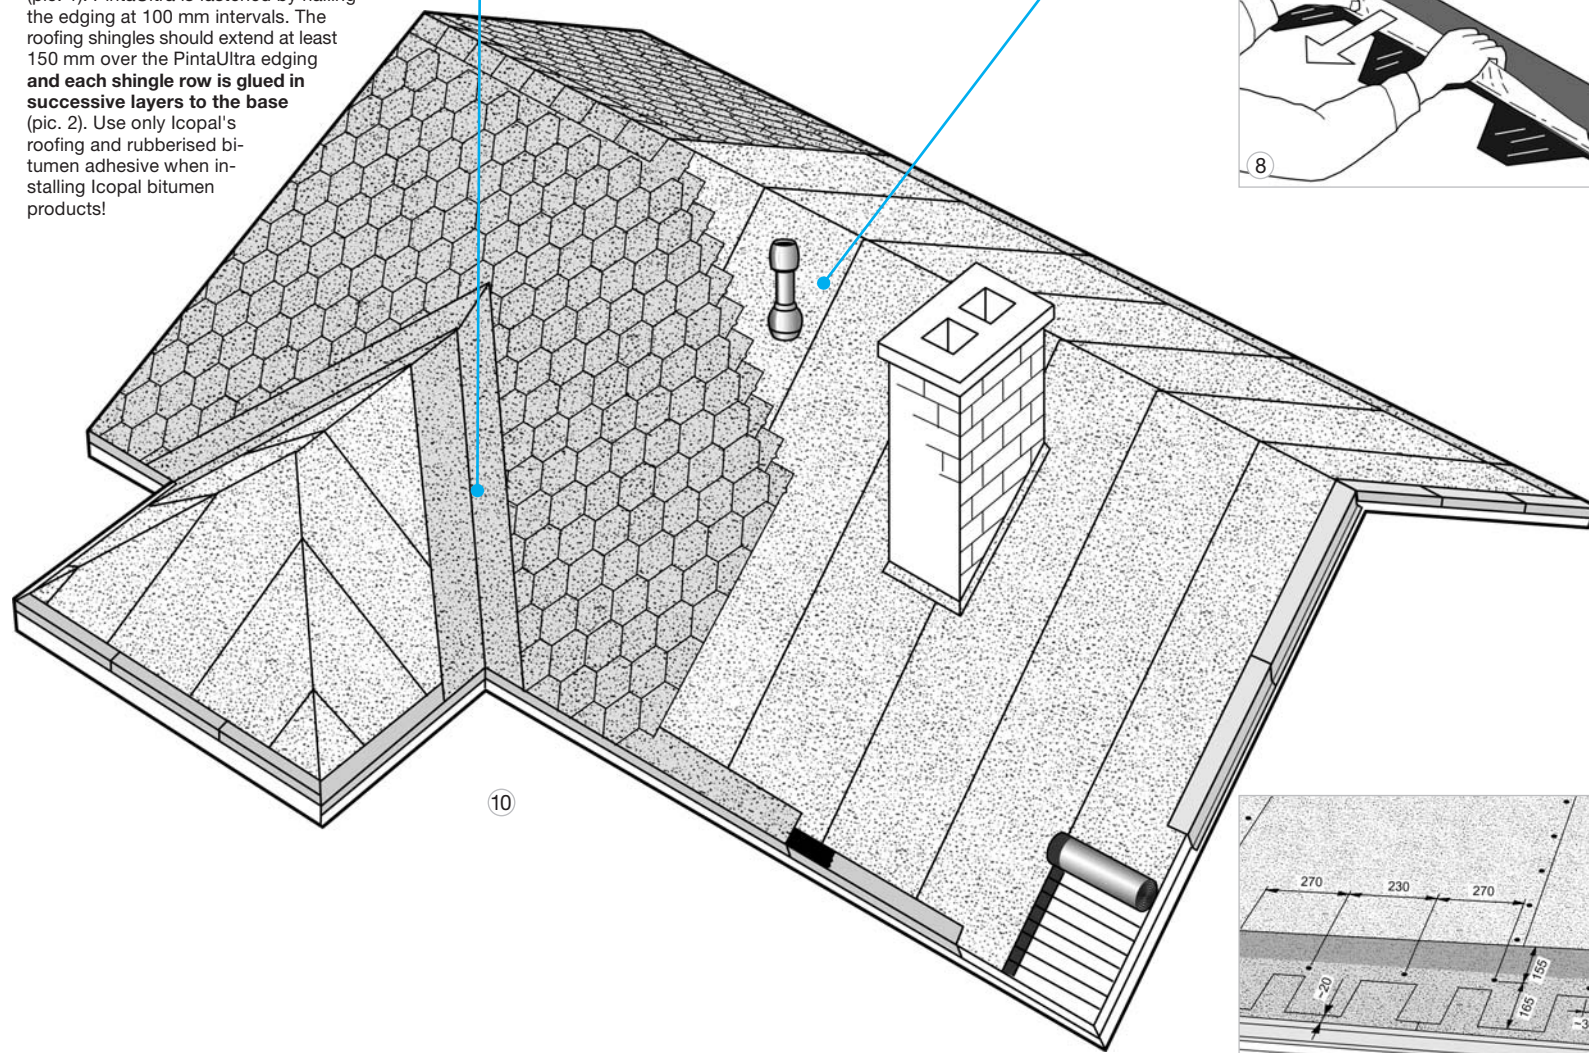 the edging at 100 mm intervals. The
roofing shingles should extend at least
150 mm over the PintaUltra edging
and each shingle row is glued in
successive layers to the base
(pic. 2). Use only Icopal's
roofing and rubberised bi-
tumen adhesive when in-
stalling Icopal bitumen
products!
8
10
270
230
270
155
~20
165